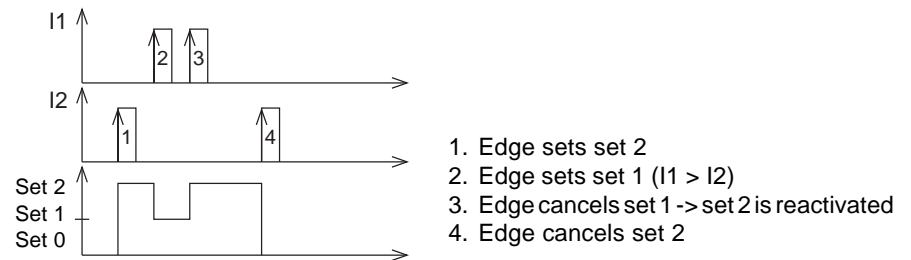 I1
2
3
I2
1
4
Set 2
Set 1
Set 0
1. Edge sets set 2
2. Edge sets set 1 (I1 > I2)
3. Edge cancels set 1 -> set 2 is reactivated
4. Edge cancels set 2